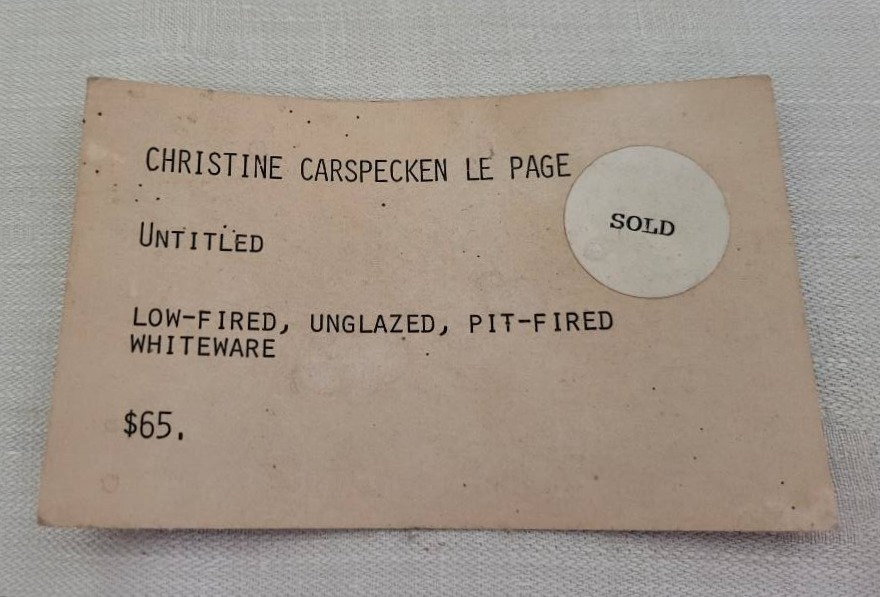 CHRISTINE CARSPECKEN LE PAGE
SOLD
UNTITLED
LOW-FIRED, UNGLAZED, PIT-FIRED
WHITEWARE
$65.